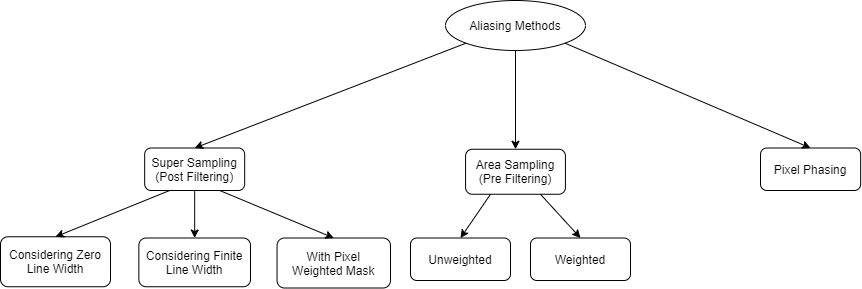 Aliasing Methods
Super Sampling
(Post Filtering)
Area Sampling
(Pre Filtering)
Pixel Phasing
Considering Zero
Line Width
Considering Finite
Line Width
With Pixel
Weighted Mask
Unweighted
Weighted